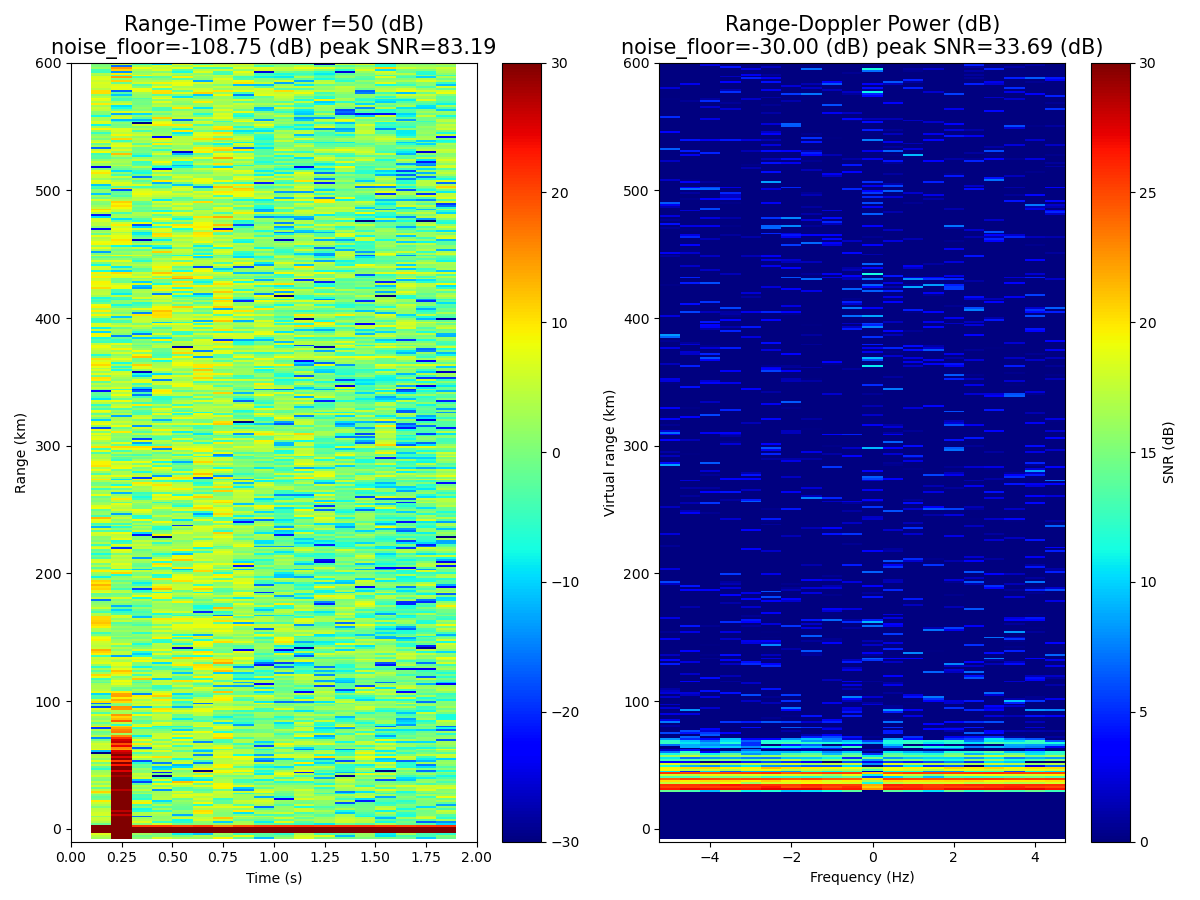 Range-Time Power f=50 (dB)
noise_floor=-108.75 (dB) peak SNR=83.19
Range (km)
600
500
400
300
200
100
0
0.00 0.25 0.50 0.75 1.00 1.25 1.50 1.75 2.00
Time (s)
30
20
10
0
−10
−20
−30
Range-Doppler Power (dB)
noise_floor=-30.00 (dB) peak SNR=33.69 (dB)
Virtual range (km)
600
500
400
300
200
100
0
−4 −2 0 2 4
Frequency (Hz)
30
25
20
15
10
5
0
SNR (dB)